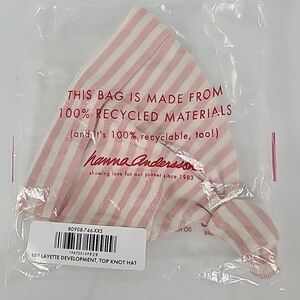 THIS BAG IS MADE FROM
100% RECYCLED MATERIALS
(and it's 100% recyclable, too!)
hanna andersson
showing love for our planet since 1983
80908-746-XXS
BBY LAYETTE DEVELOPMENT, TOP KNOT HAT